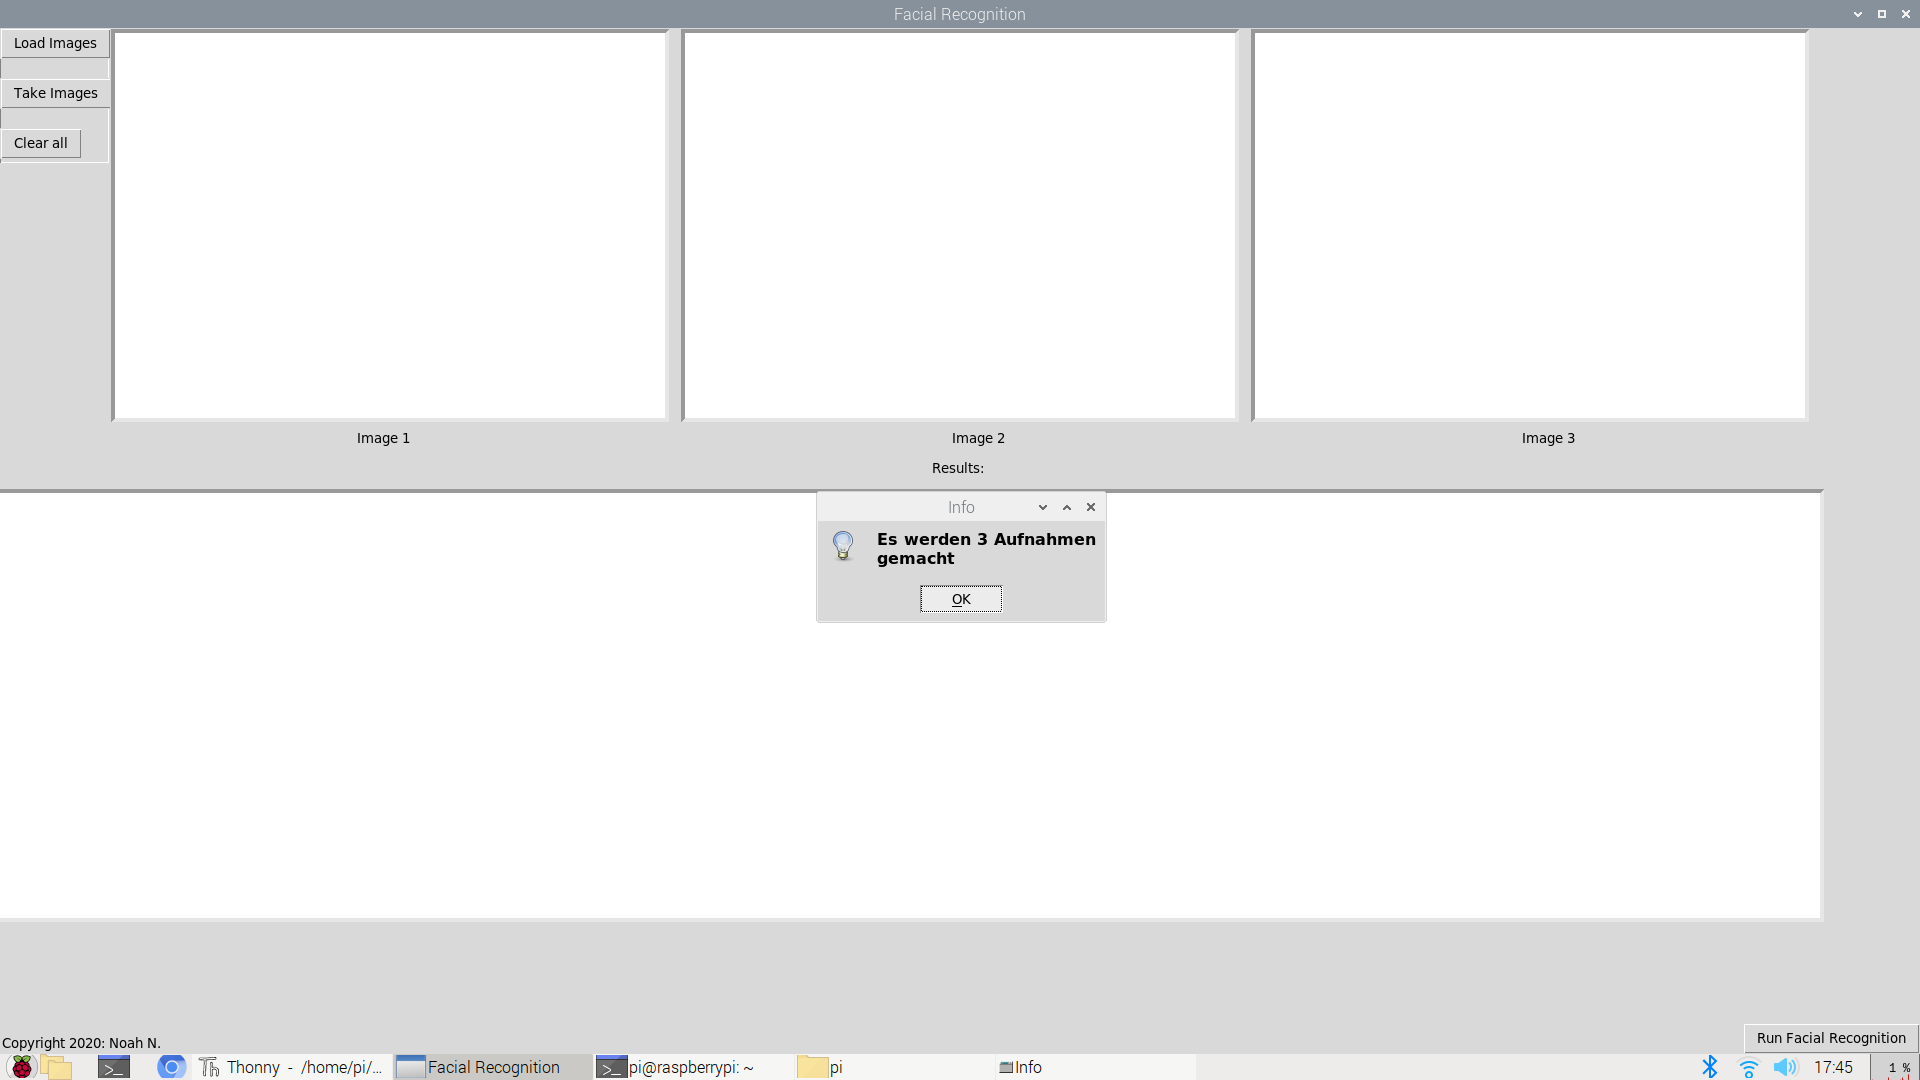 Facial Recognition
Load Images
Take Images
Clear all
Image 1
Image 2
Image 3
Results:
Info
Es werden 3 Aufnahmen
gemacht
OK
Copyright 2020: Noah N.
Run Facial Recognition
Thonny - /home/pi/...
Facial Recognition
pi@raspberrypi: ~
pi
Info
17:45
1 %